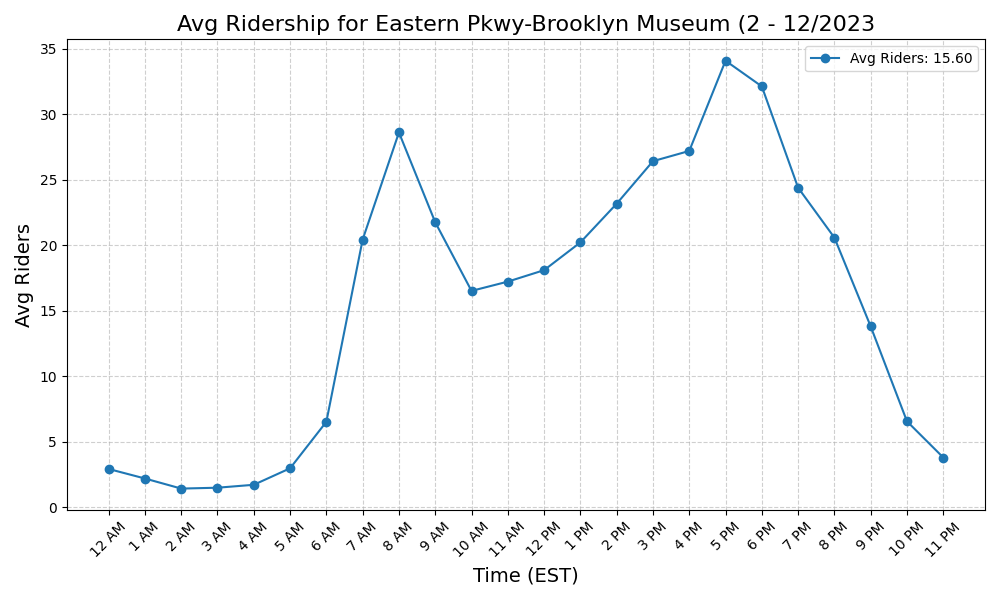 Avg Ridership for Eastern Pkwy-Brooklyn Museum (2 - 12/2023
Avg Riders: 15.60
Avg Riders
35
30
25
20
15
10
5
0
12 AM
1 AM
2 AM
3 AM
4 AM
5 AM
6 AM
7 AM
8 AM
9 AM
10 AM
11 AM
12 PM
1 PM
2 PM
3 PM
4 PM
5 PM
6 PM
7 PM
8 PM
9 PM
10 PM
11 PM
Time (EST)